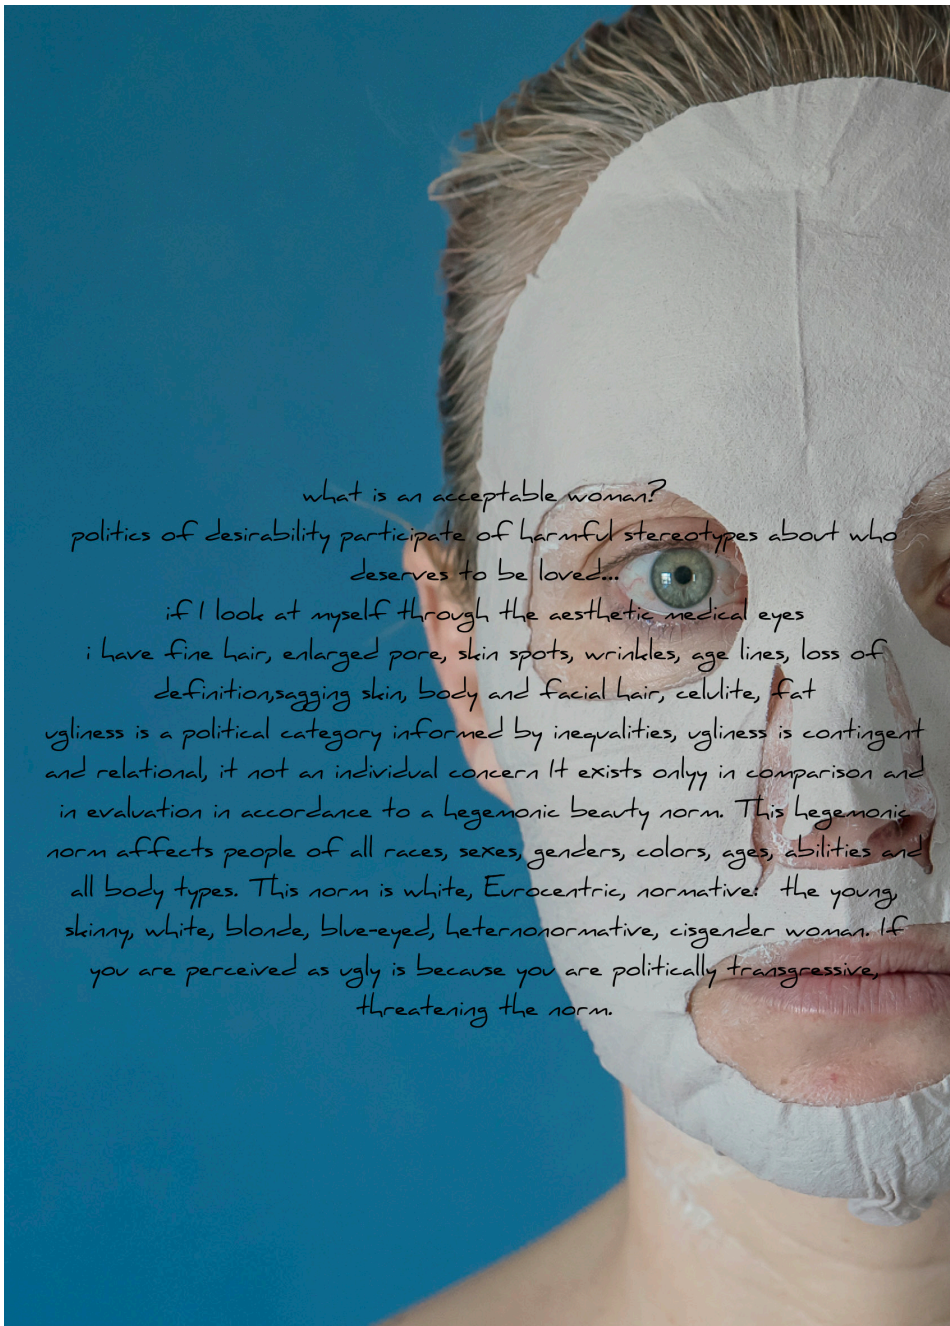 what is an acceptable woman?
politics of desirability participate of harmful stereotypes about who
deserves to be loved...
if I look at myself through the aesthetic medical eyes
i have fine hair, enlarged pore, skin spots, wrinkles, age lines, loss of
definition,sagging skin, body and facial hair, celulite, fat
ugliness is a political category informed by inequalities, ugliness is contingent
and relational, it not an individual concern It exists onlyy in comparison and
in evaluation in accordance to a hegemonic beauty norm. This hegemonic
norm affects people of all races, sexes, genders, colors, ages, abilities and
all body types. This norm is white, Eurocentric, normative: the young,
skinny, white, blonde, blue-eyed, heternonormative, cisgender woman. If
you are perceived as ugly is because you are politically transgressive,
threatening the norm.